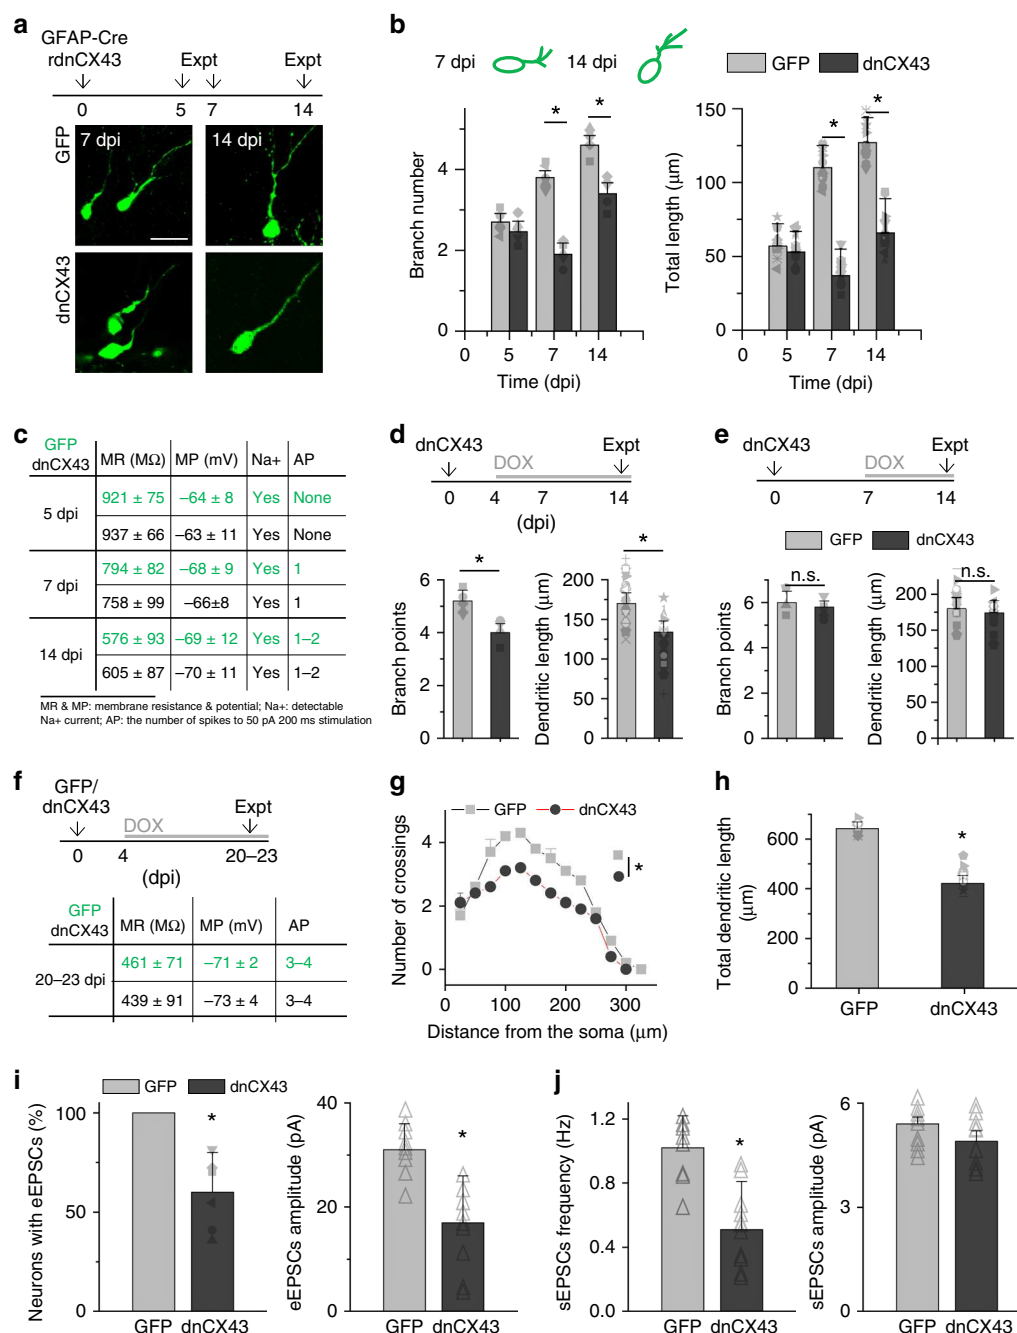 a
GFAP-Cre
rdnCX43
Expt
Expt
0
5
7
14
GFP
7 dpi
14 dpi
dnCX43
b
7 dpi
14 dpi
GFP
dnCX43
*
*
Branch number
4
2
0
0
5
7
14
Time (dpi)
*
*
Total length (μm)
150
100
50
0
0
5
7
14
Time (dpi)
c
GFP
dnCX43
MR (MΩ)
MP (mV)
Na+
AP
5 dpi
921 ± 75
−64 ± 8
Yes
None
937 ± 66
−63 ± 11
Yes
None
7 dpi
794 ± 82
−68 ± 9
Yes
1
758 ± 99
−66±8
Yes
1
14 dpi
576 ± 93
−69 ± 12
Yes
1–2
605 ± 87
−70 ± 11
Yes
1–2
MR & MP: membrane resistance & potential; Na+: detectable
Na+ current; AP: the number of spikes to 50 pA 200 ms stimulation
d
dnCX43
Expt
DOX
0
4
7
14
(dpi)
*
Branch points
6
4
2
0
*
Dendritic length (μm)
200
150
100
50
0
e
dnCX43
Expt
DOX
0
7
14
GFP
dnCX43
n.s.
Branch points
6
4
2
0
n.s.
Dendritic length (μm)
200
150
100
50
0
f
GFP/
dnCX43
Expt
DOX
0
4
20–23
(dpi)
GFP
dnCX43
MR (MΩ)
MP (mV)
AP
20–23 dpi
461 ± 71
−71 ± 2
3–4
439 ± 91
−73 ± 4
3–4
g
GFP
dnCX43
*
Number of crossings
4
2
0
0
100
200
300
Distance from the soma (μm)
h
Total dendritic length
(μm)
600
400
200
0
*
GFP
dnCX43
i
GFP
dnCX43
Neurons with eEPSCs (%)
100
50
0
*
GFP dnCX43
eEPSCs amplitude (pA)
40
20
0
*
GFP dnCX43
j
sEPSCs frequency (Hz)
1.2
0.8
0.4
0.0
*
GFP dnCX43
sEPSCs amplitude (pA)
6
3
0
GFP dnCX43